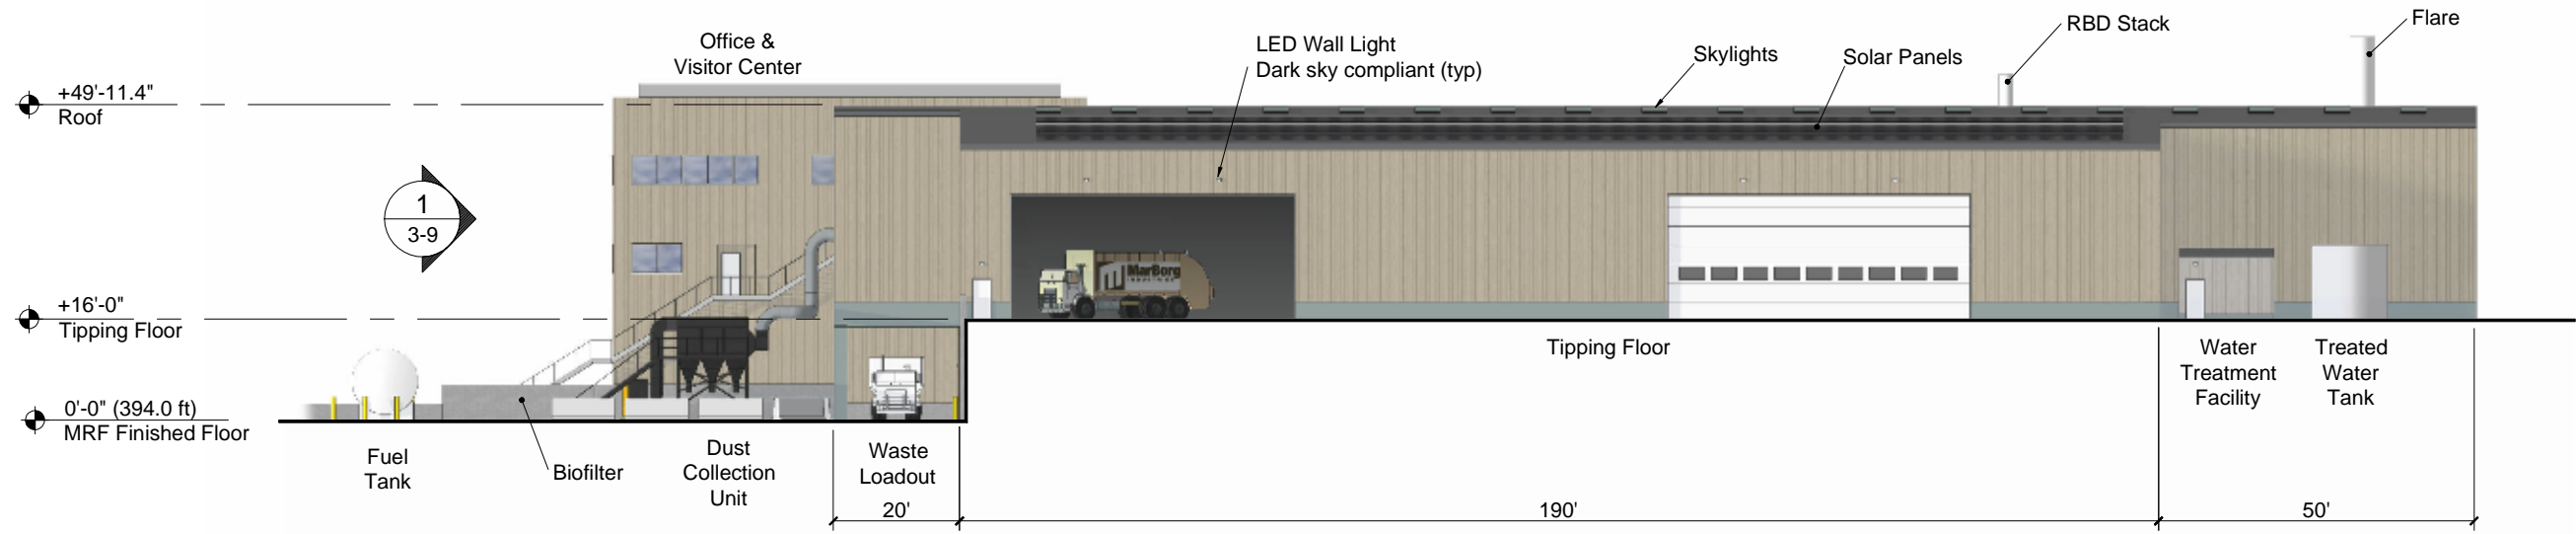 Office &
Visitor Center
LED Wall Light
Dark sky compliant (typ)
Skylights
Solar Panels
RBD Stack
Flare
+49'-11.4"
Roof
1
3-9
+16'-0"
Tipping Floor
0'-0" (394.0 ft)
MRF Finished Floor
MarBorg
Tipping Floor
Water
Treatment
Facility
Treated
Water
Tank
Fuel
Tank
Biofilter
Dust
Collection
Unit
Waste
Loadout
20'
190'
50'